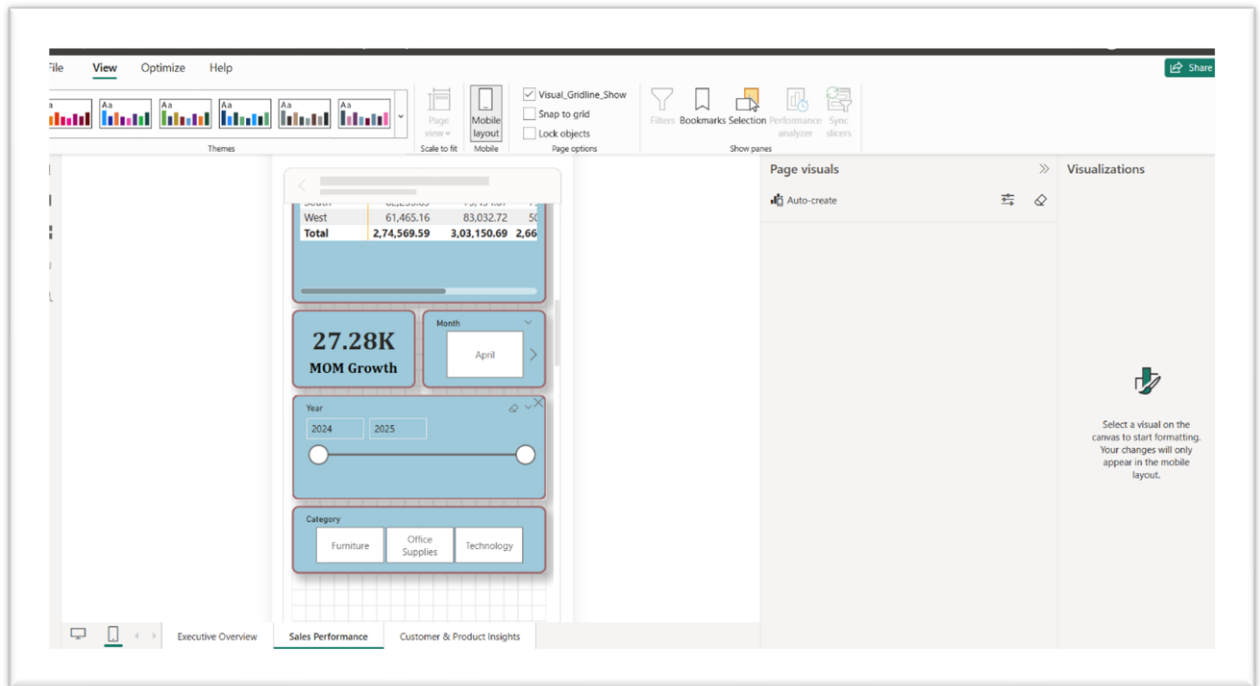 File View Optimize Help
Share
Aa Aa Aa Aa Aa
Page view
Mobile layout
Visual_Gridline_Show
Snap to grid
Lock objects
Filters Bookmarks Selection Performance analyzer Sync slicers
Themes Scale to fit Mobile Page options Show panes
Page visuals
Auto-create
Visualizations
West 61,465.16 83,032.72 50
Total 2,74,569.59 3,03,150.69 2,66
27.28K
MOM Growth
Month
April
Year
2024 2025
Category
Furniture
Office
Supplies
Technology
Select a visual on the
canvas to start formatting.
Your changes will only
appear in the mobile
layout.
Executive Overview Sales Performance Customer & Product Insights